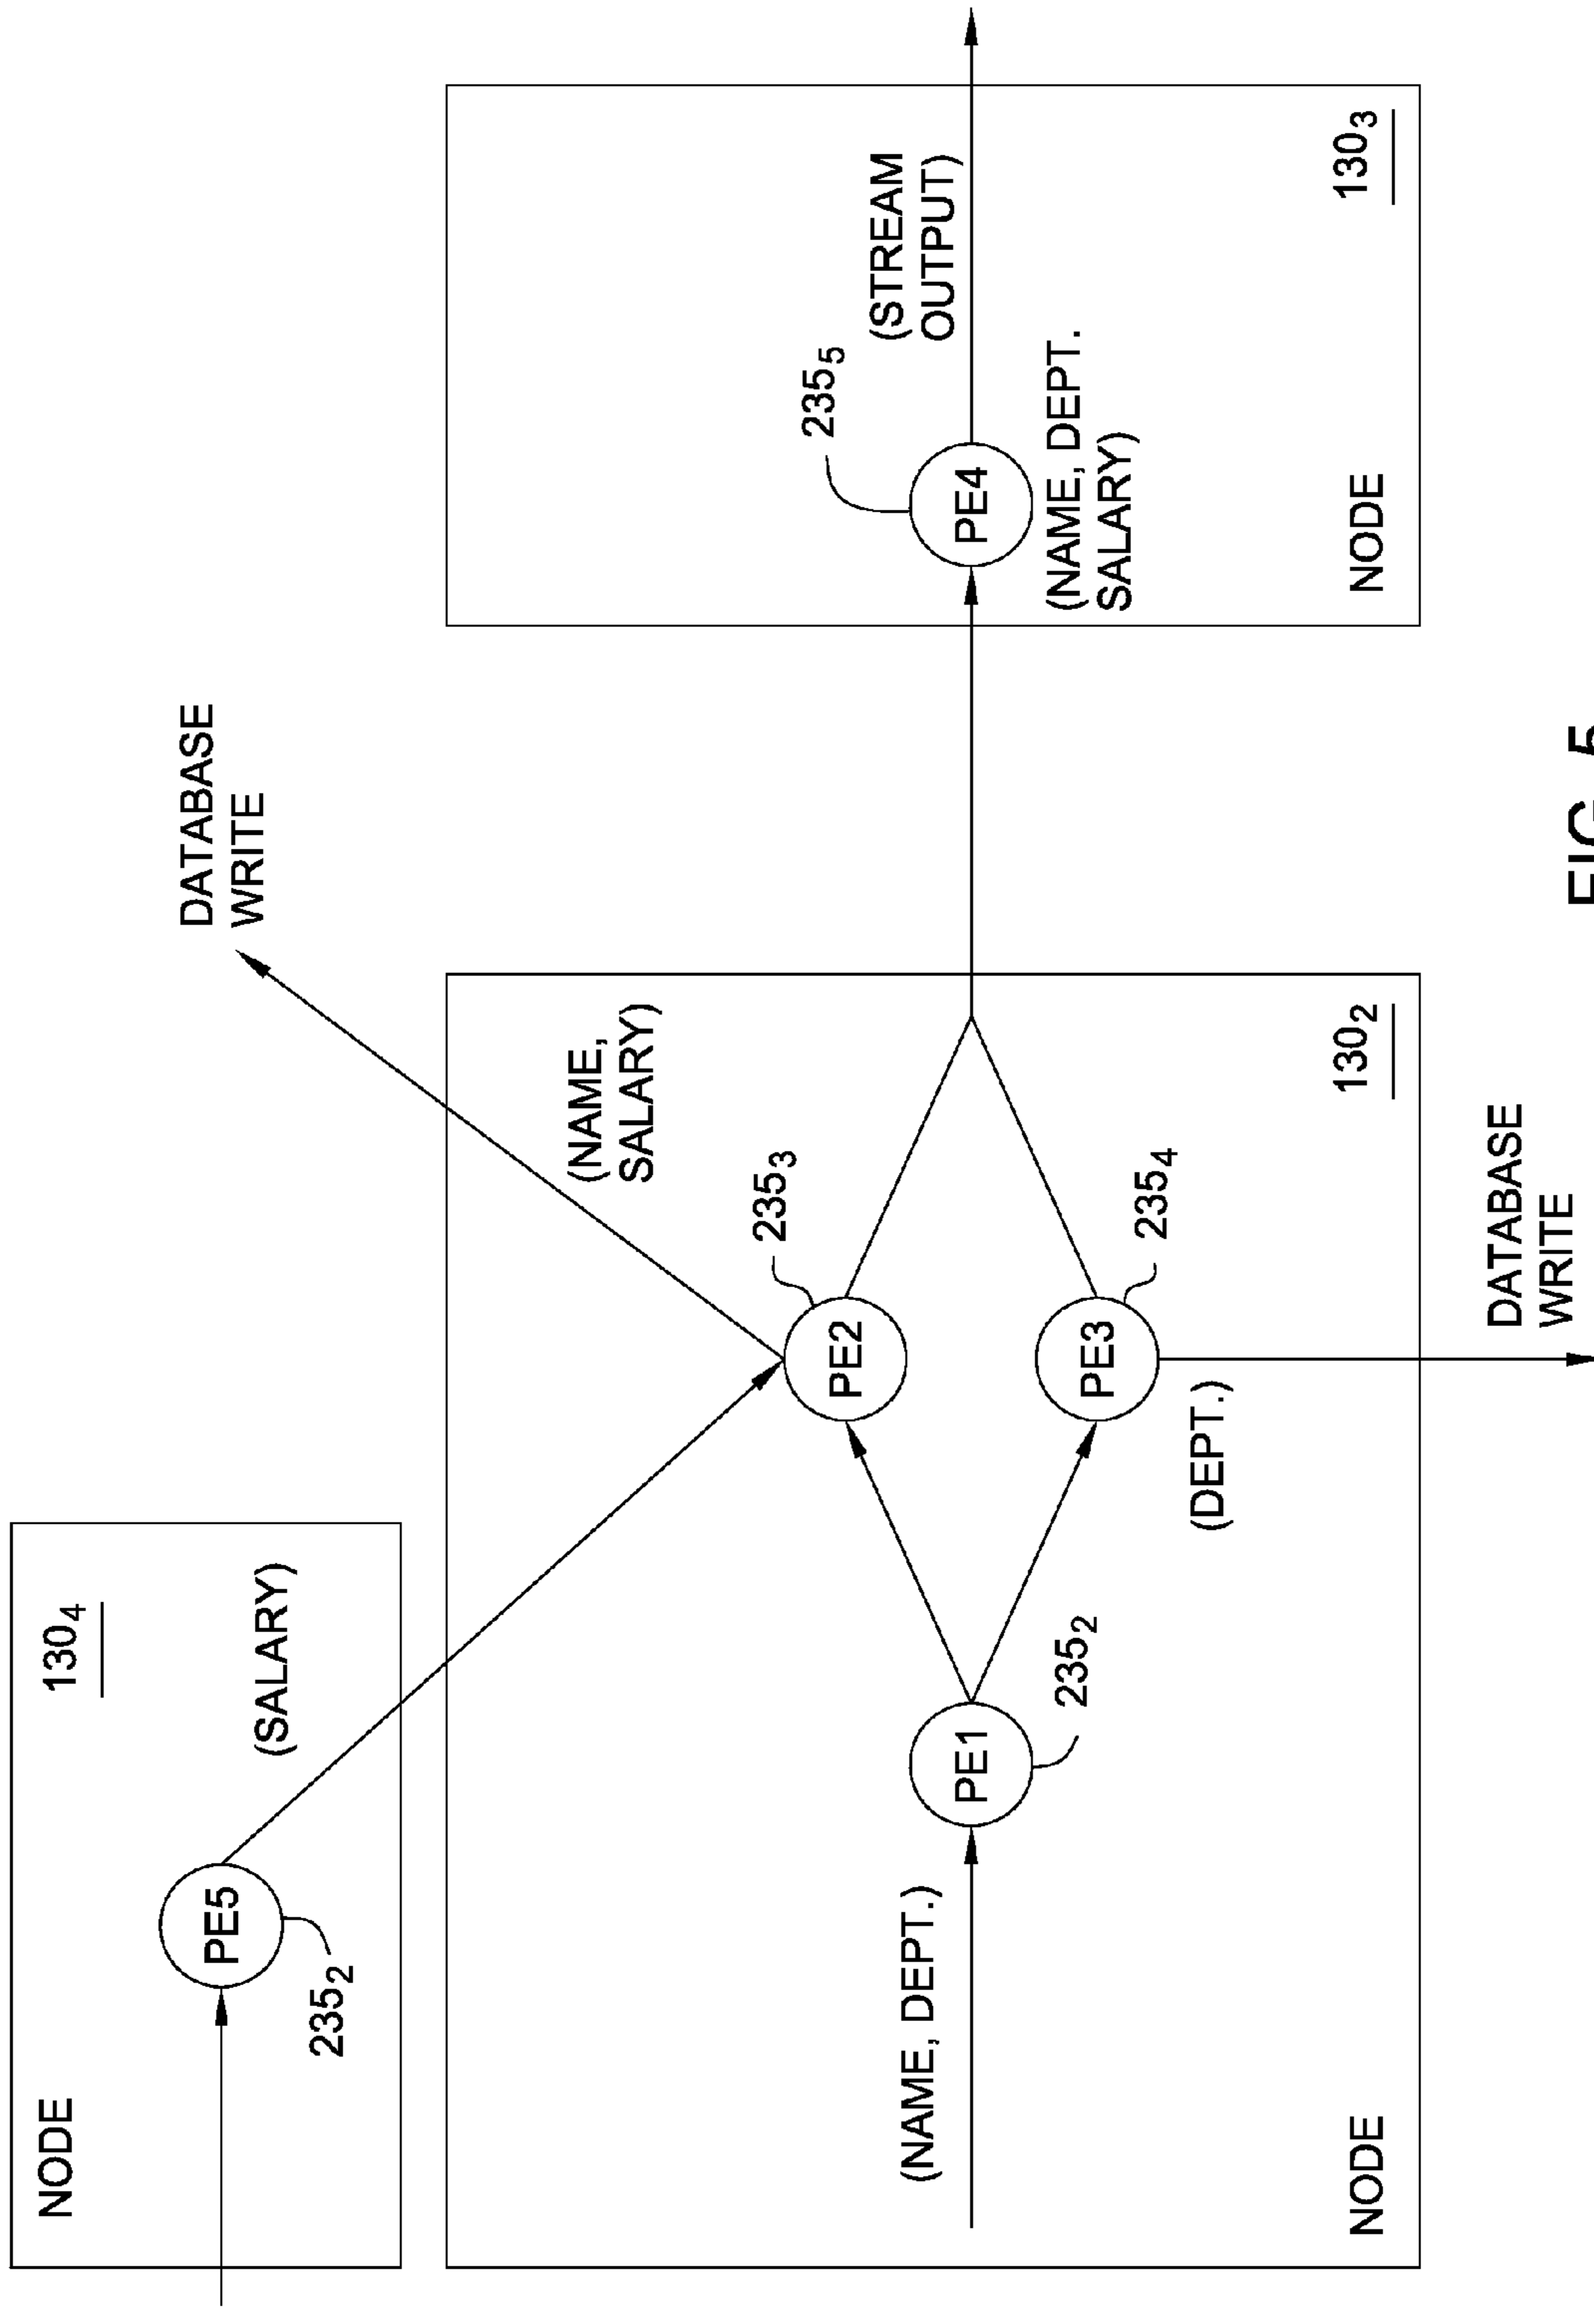 NODE
130₄
(SALARY)
PE5
235₂
DATABASE
WRITE
(NAME,
SALARY)
235₃
PE2
(NAME, DEPT.)
PE1
235₂
PE3
235₄
(DEPT.)
NODE
130₂
235₅
(STREAM
OUTPUT)
PE4
(NAME, DEPT.
SALARY)
NODE
130₃
DATABASE
WRITE
FIG. 5